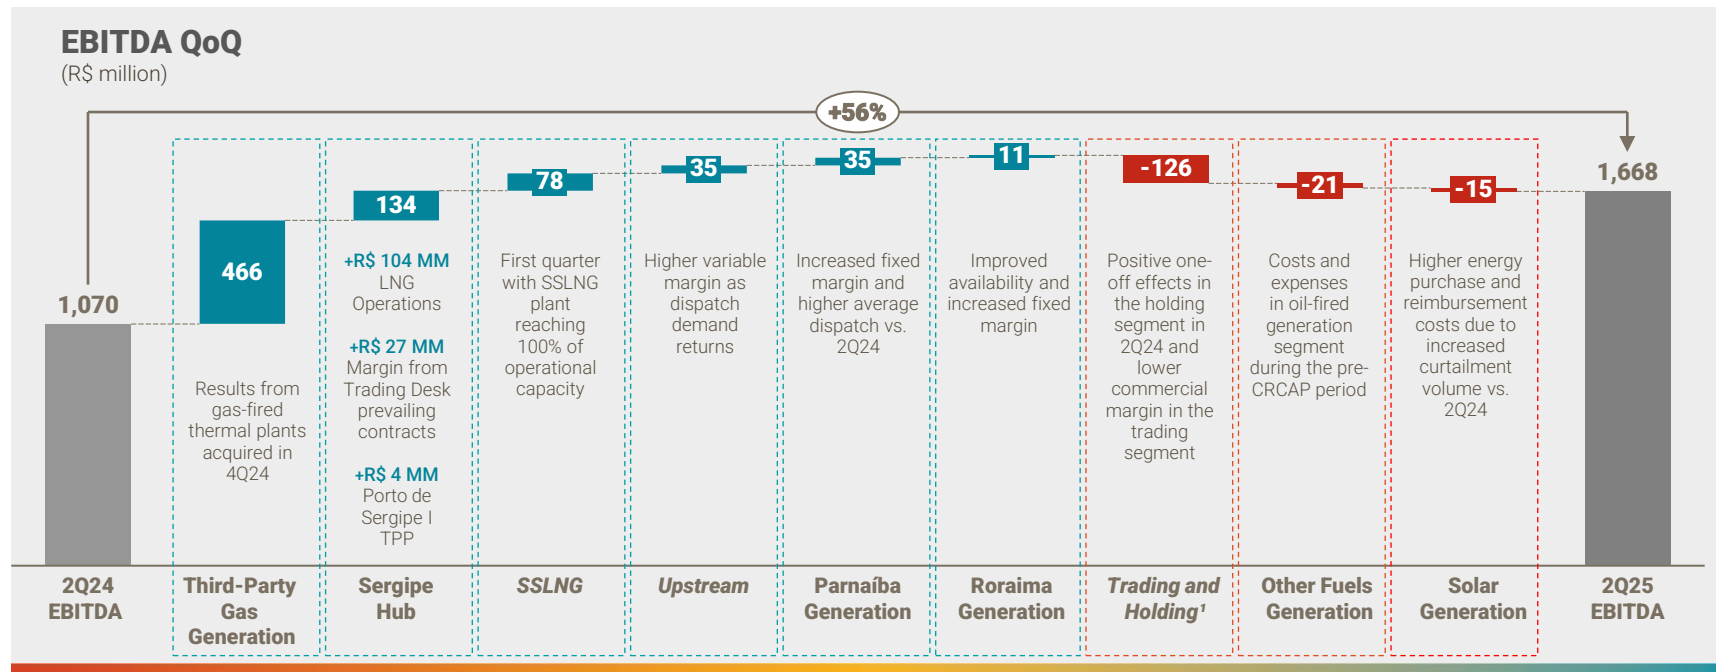 EBITDA QoQ
(R$ million)
+56%
1,070
466
Results from
gas-fired
thermal plants
acquired in
4Q24
134
+R$ 104 MM
LNG
Operations
+R$ 27 MM
Margin from
Trading Desk
prevailing
contracts
+R$ 4 MM
Porto de
Sergipe I
TPP
78
First quarter
with SSLNG
plant
reaching
100% of
operational
capacity
35
Higher variable
margin as
dispatch
demand
returns
35
Increased fixed
margin and
higher average
dispatch vs.
2Q24
11
Improved
availability and
increased fixed
margin
-126
Positive one-
off effects in
the holding
segment in
2Q24 and
lower
commercial
margin in the
trading
segment
-21
Costs and
expenses
in oil-fired
generation
segment
during the pre-
CRCAP period
-15
Higher energy
purchase and
reimbursement
costs due to
increased
curtailment
volume vs.
2Q24
1,668
2Q24
EBITDA
Third-Party
Gas
Generation
Sergipe
Hub
SSLNG
Upstream
Parnaíba
Generation
Roraima
Generation
Trading and
Holding¹
Other Fuels
Generation
Solar
Generation
2Q25
EBITDA